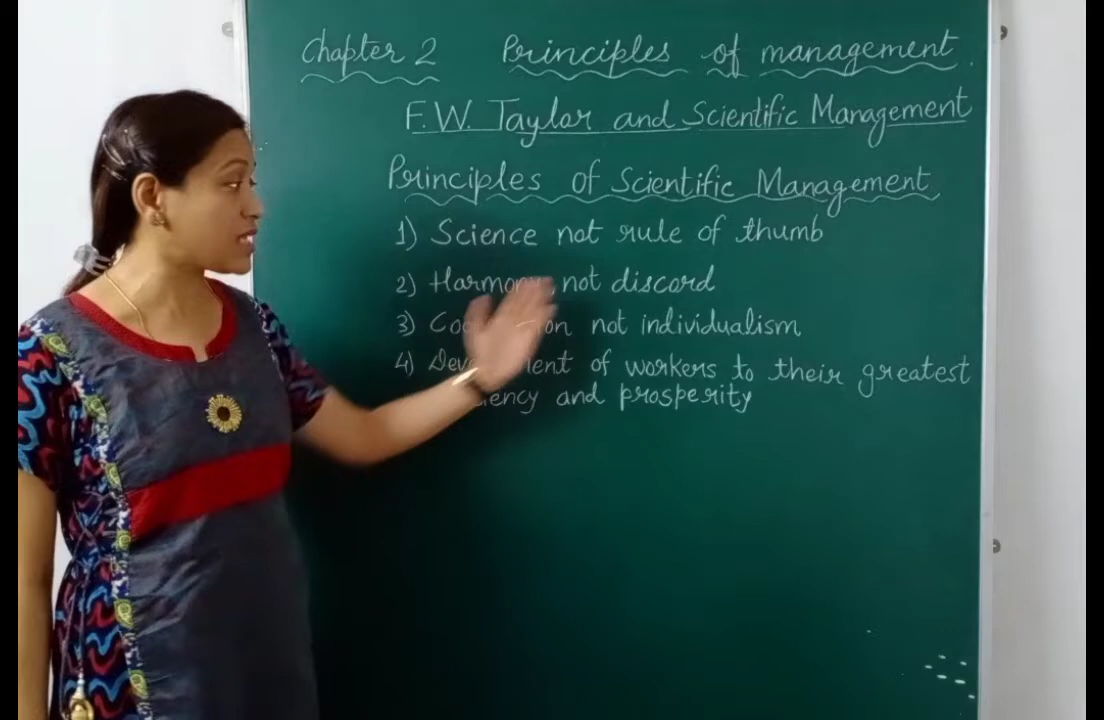 Chapter 2 Principles of management.
F.W. Taylor and Scientific Management
Principles of Scientific Management
1) Science not rule of thumb
2) Harmony not discord
3) not individualism
4) of workers to their greatest
and prosperity